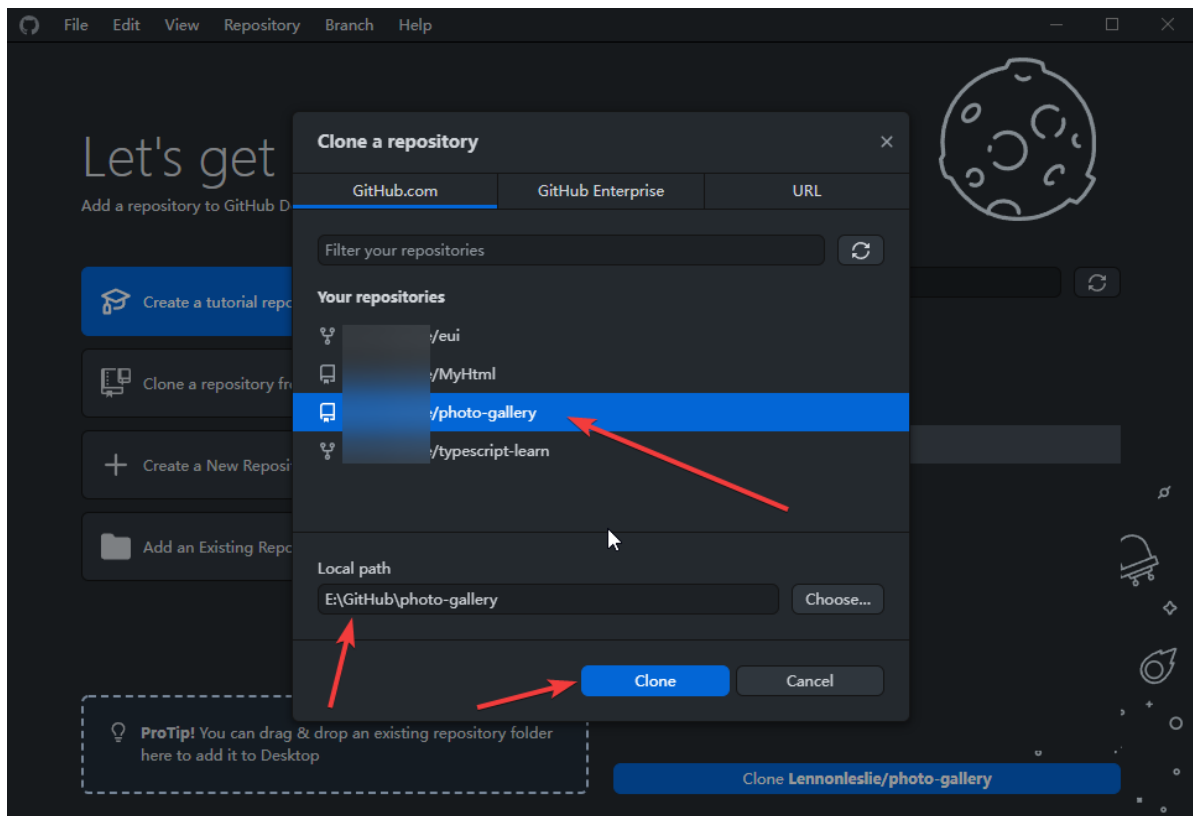 File Edit View Repository Branch Help
Let's get
Add a repository to GitHub D
Create a tutorial repo
Clone a repository fr
Create a New Reposi
Add an Existing Repo
ProTip! You can drag & drop an existing repository folder
here to add it to Desktop
Clone a repository
GitHub.com GitHub Enterprise URL
Filter your repositories
Your repositories
/eui
/MyHtml
/photo-gallery
/typescript-learn
Local path
E:\GitHub\photo-gallery Choose...
Clone Cancel
Clone Lennonleslie/photo-gallery